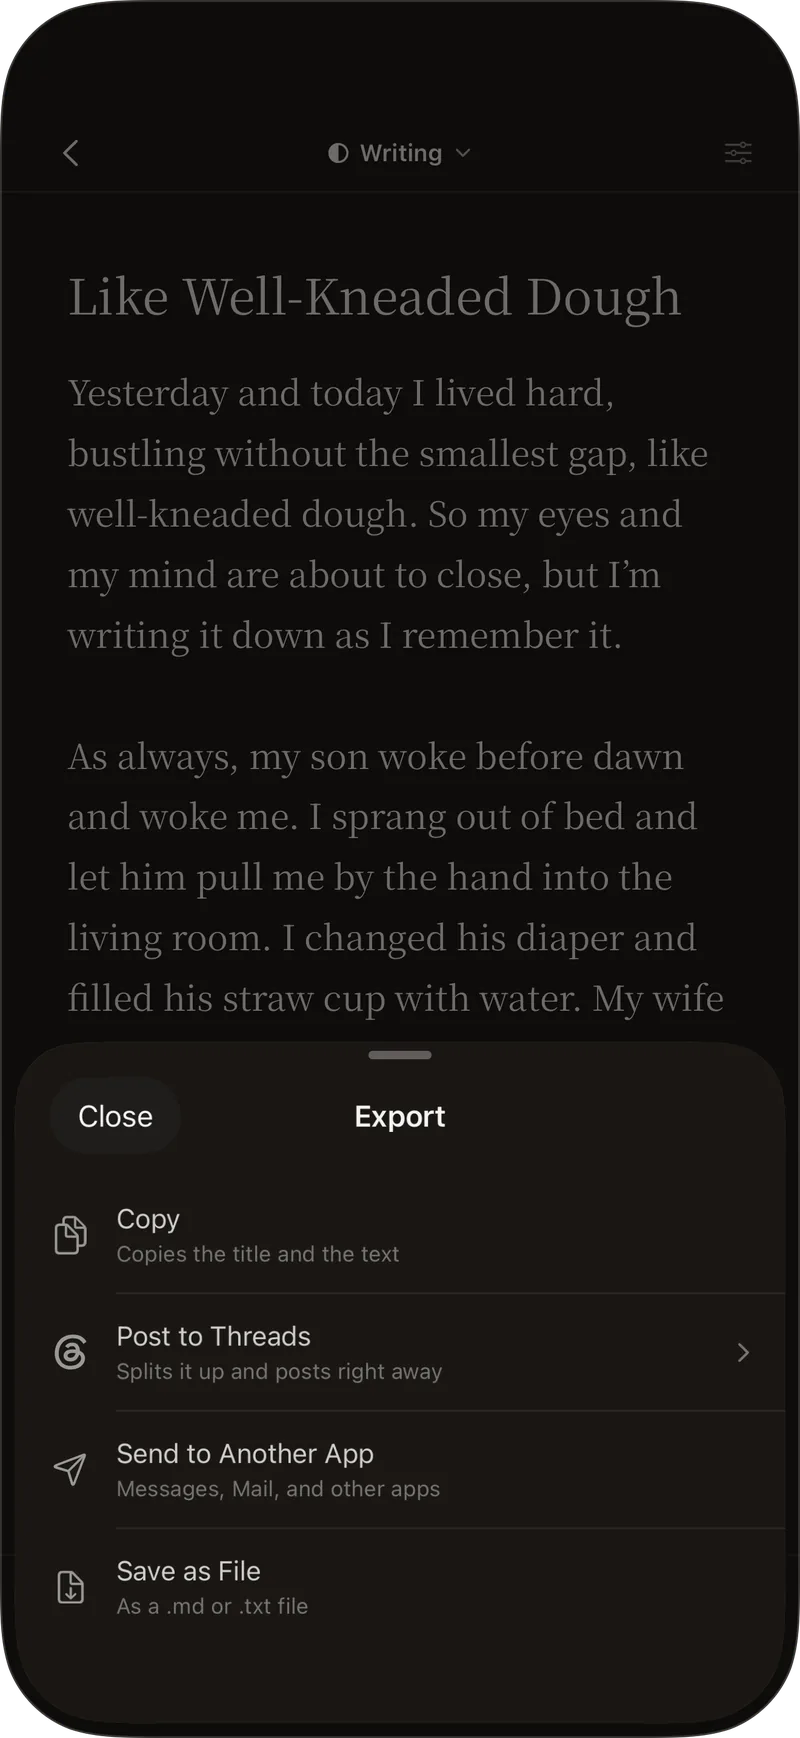 Writing
Like Well-Kneaded Dough
Yesterday and today I lived hard,
bustling without the smallest gap, like
well-kneaded dough. So my eyes and
my mind are about to close, but I’m
writing it down as I remember it.
As always, my son woke before dawn
and woke me. I sprang out of bed and
let him pull me by the hand into the
living room. I changed his diaper and
filled his straw cup with water. My wife
Close
Export
Copy
Copies the title and the text
Post to Threads
Splits it up and posts right away
Send to Another App
Messages, Mail, and other apps
Save as File
As a .md or .txt file